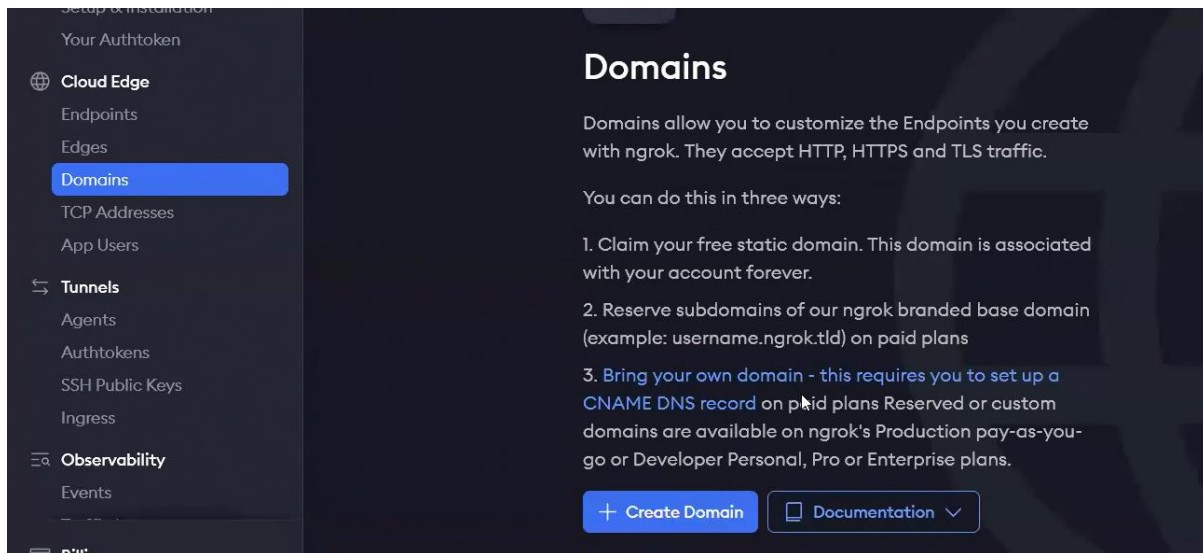 Your Authtoken
Cloud Edge
Endpoints
Edges
Domains
TCP Addresses
App Users
Tunnels
Agents
Authtokens
SSH Public Keys
Ingress
Observability
Events
Domains
Domains allow you to customize the Endpoints you create
with ngrok. They accept HTTP, HTTPS and TLS traffic.
You can do this in three ways:
1. Claim your free static domain. This domain is associated
with your account forever.
2. Reserve subdomains of our ngrok branded base domain
(example: username.ngrok.tld) on paid plans
3. Bring your own domain - this requires you to set up a
CNAME DNS record on paid plans Reserved or custom
domains are available on ngrok's Production pay-as-you-
go or Developer Personal, Pro or Enterprise plans.
+ Create Domain
Documentation